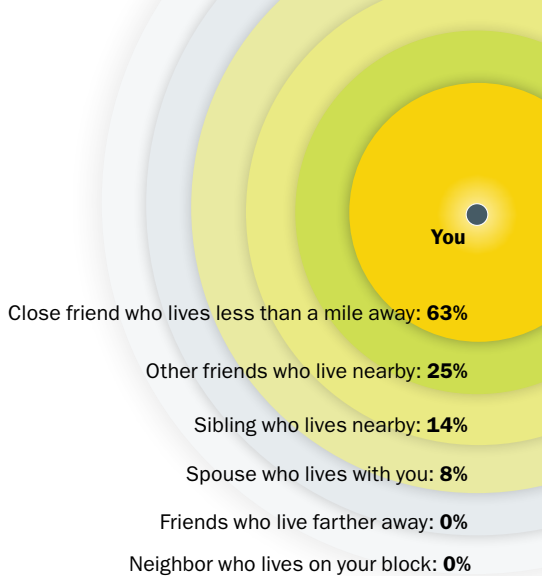 You
Close friend who lives less than a mile away: 63%
Other friends who live nearby: 25%
Sibling who lives nearby: 14%
Spouse who lives with you: 8%
Friends who live farther away: 0%
Neighbor who lives on your block: 0%